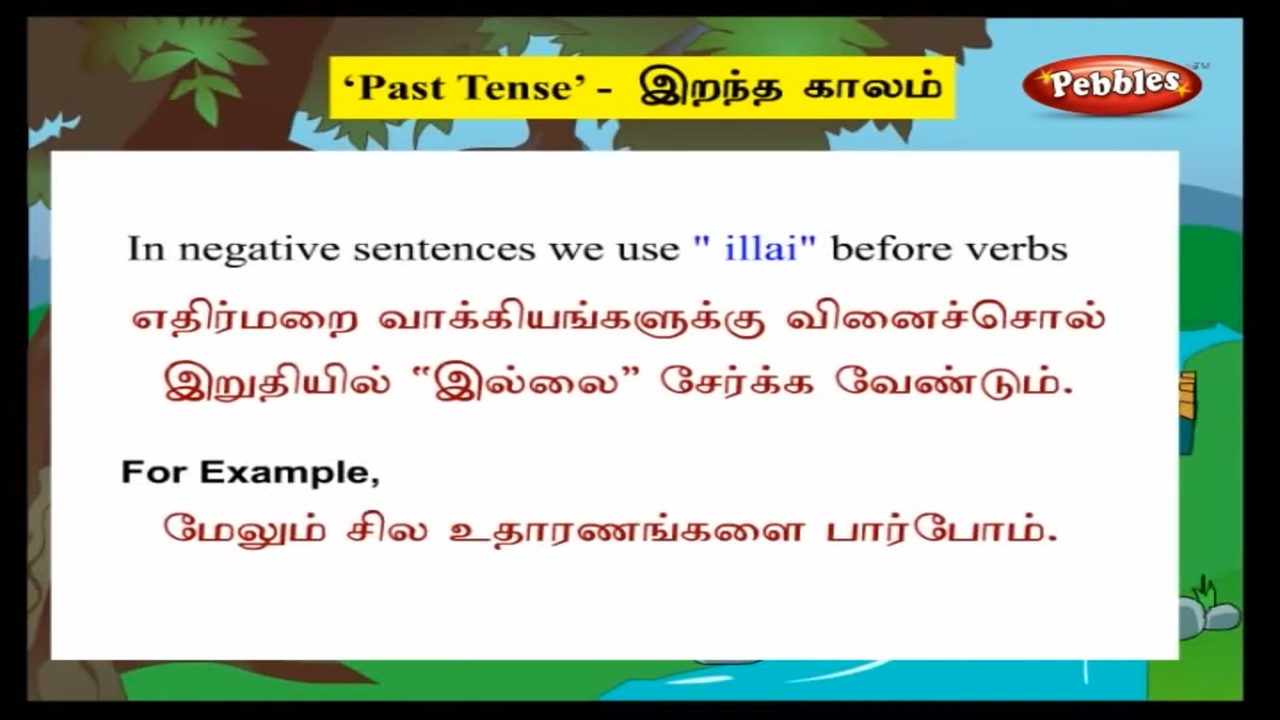 ‘Past Tense’ - இறந்த காலம்
Pebbles™
In negative sentences we use " illai" before verbs
எதிர்மறை வாக்கியங்களுக்கு வினைச்சொல்
இறுதியில் “இல்லை” சேர்க்க வேண்டும்.
For Example,
மேலும் சில உதாரணங்களை பார்போம்.